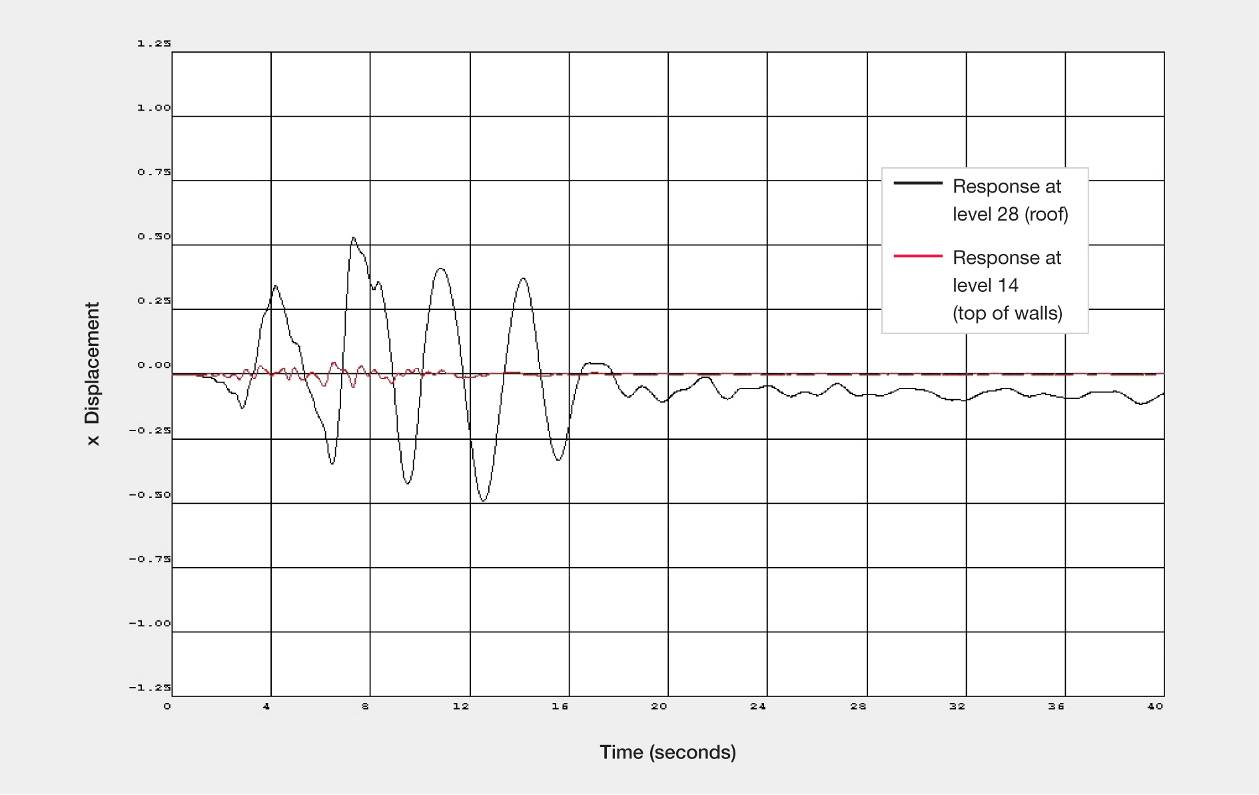 1.25
1.00
0.75
0.50
0.25
0.00
-0.25
-0.50
-0.75
-1.00
-1.25
x Displacement
Response at
level 28 (roof)
Response at
level 14
(top of walls)
0 4 8 12 16 20 24 28 32 36 40
Time (seconds)